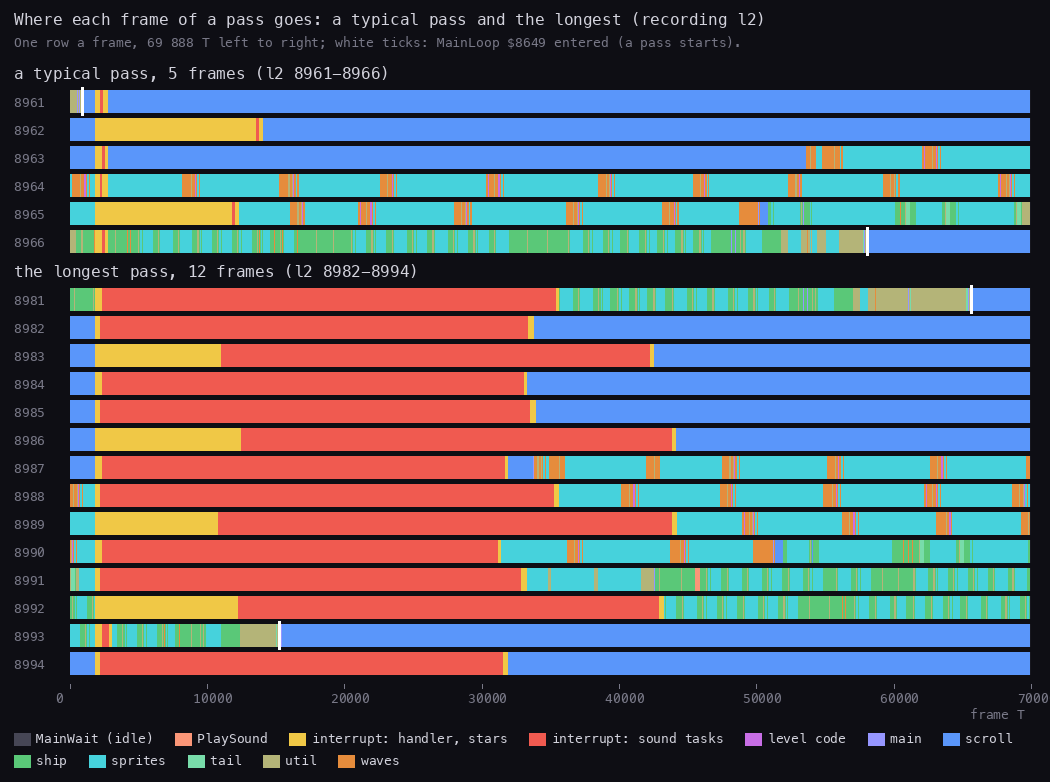 Where each frame of a pass goes: a typical pass and the longest (recording l2)
One row a frame, 69 888 T left to right; white ticks: MainLoop $8649 entered (a pass starts).
a typical pass, 5 frames (l2 8961–8966)
8961
8962
8963
8964
8965
8966
the longest pass, 12 frames (l2 8982–8994)
8981
8982
8983
8984
8985
8986
8987
8988
8989
8990
8991
8992
8993
8994
0 10000 20000 30000 40000 50000 60000 7000
frame T
MainWait (idle) PlaySound interrupt: handler, stars interrupt: sound tasks level code main scroll
ship sprites tail util waves